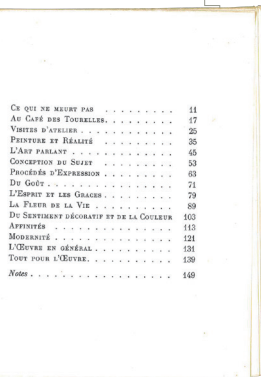 Ce qui ne meurt pas . . . . . . . . . 11
Au Café des Tourelles. . . . . . . . . 17
Visites d'atelier . . . . . . . . . . . . 25
Peinture et Réalité . . . . . . . . . 35
L'Art parlant . . . . . . . . . . . . . 45
Conception du Sujet . . . . . . . . . 53
Procédés d'Expression . . . . . . . . 63
Du Goût . . . . . . . . . . . . . . . . 71
L'Esprit et les Graces . . . . . . . . 79
La Fleur de la Vie . . . . . . . . . . 89
Du Sentiment décoratif et de la Couleur 103
Affinités . . . . . . . . . . . . . . . 113
Modernité . . . . . . . . . . . . . . . 121
L'Œuvre en général . . . . . . . . . . 131
Tout pour l'Œuvre. . . . . . . . . . . 139
Notes . . . . . . . . . . . . . . . . . 149